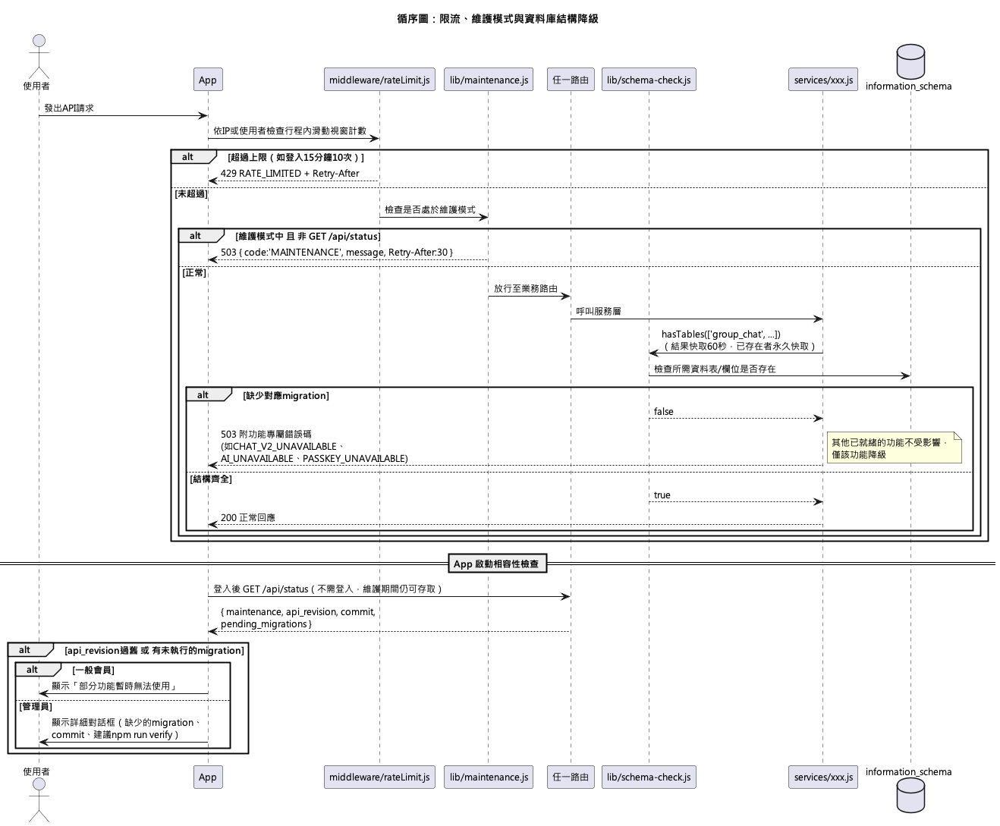 循序圖：限流、維護模式與資料庫結構降級
使用者
App
middleware/rateLimit.js
lib/maintenance.js
任一路由
lib/schema-check.js
services/xxx.js
information_schema
發出API請求
依IP或使用者檢查行程內滑動視窗計數
alt
[超過上限（如登入15分鐘10次）]
429 RATE_LIMITED + Retry-After
[未超過]
檢查是否處於維護模式
alt
[維護模式中 且 非 GET /api/status]
503 { code:'MAINTENANCE', message, Retry-After:30 }
[正常]
放行至業務路由
呼叫服務層
hasTables(['group_chat', ...])
（結果快取60秒，已存在者永久快取）
檢查所需資料表/欄位是否存在
alt
[缺少對應migration]
false
503 附功能專屬錯誤碼
(如CHAT_V2_UNAVAILABLE、
AI_UNAVAILABLE、PASSKEY_UNAVAILABLE)
其他已就緒的功能不受影響，
僅該功能降級
[結構齊全]
true
200 正常回應
App 啟動相容性檢查
登入後 GET /api/status（不需登入，維護期間仍可存取）
{ maintenance, api_revision, commit,
pending_migrations }
alt
[api_revision過舊 或 有未執行的migration]
alt
[一般會員]
顯示「部分功能暫時無法使用」
[管理員]
顯示詳細對話框（缺少的migration、
commit、建議npm run verify）
使用者
App
middleware/rateLimit.js
lib/maintenance.js
任一路由
lib/schema-check.js
services/xxx.js
information_schema